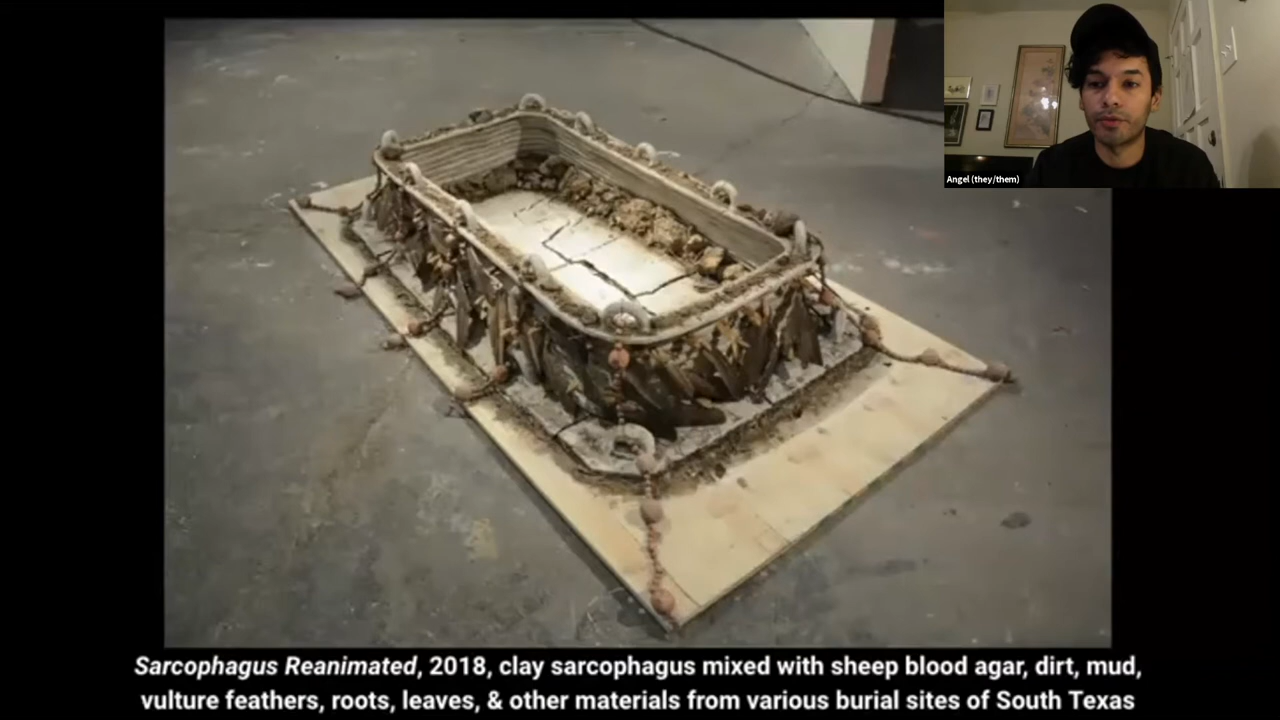 Angel (they/them)
Sarcophagus Reanimated, 2018, clay sarcophagus mixed with sheep blood agar, dirt, mud,
vulture feathers, roots, leaves, & other materials from various burial sites of South Texas